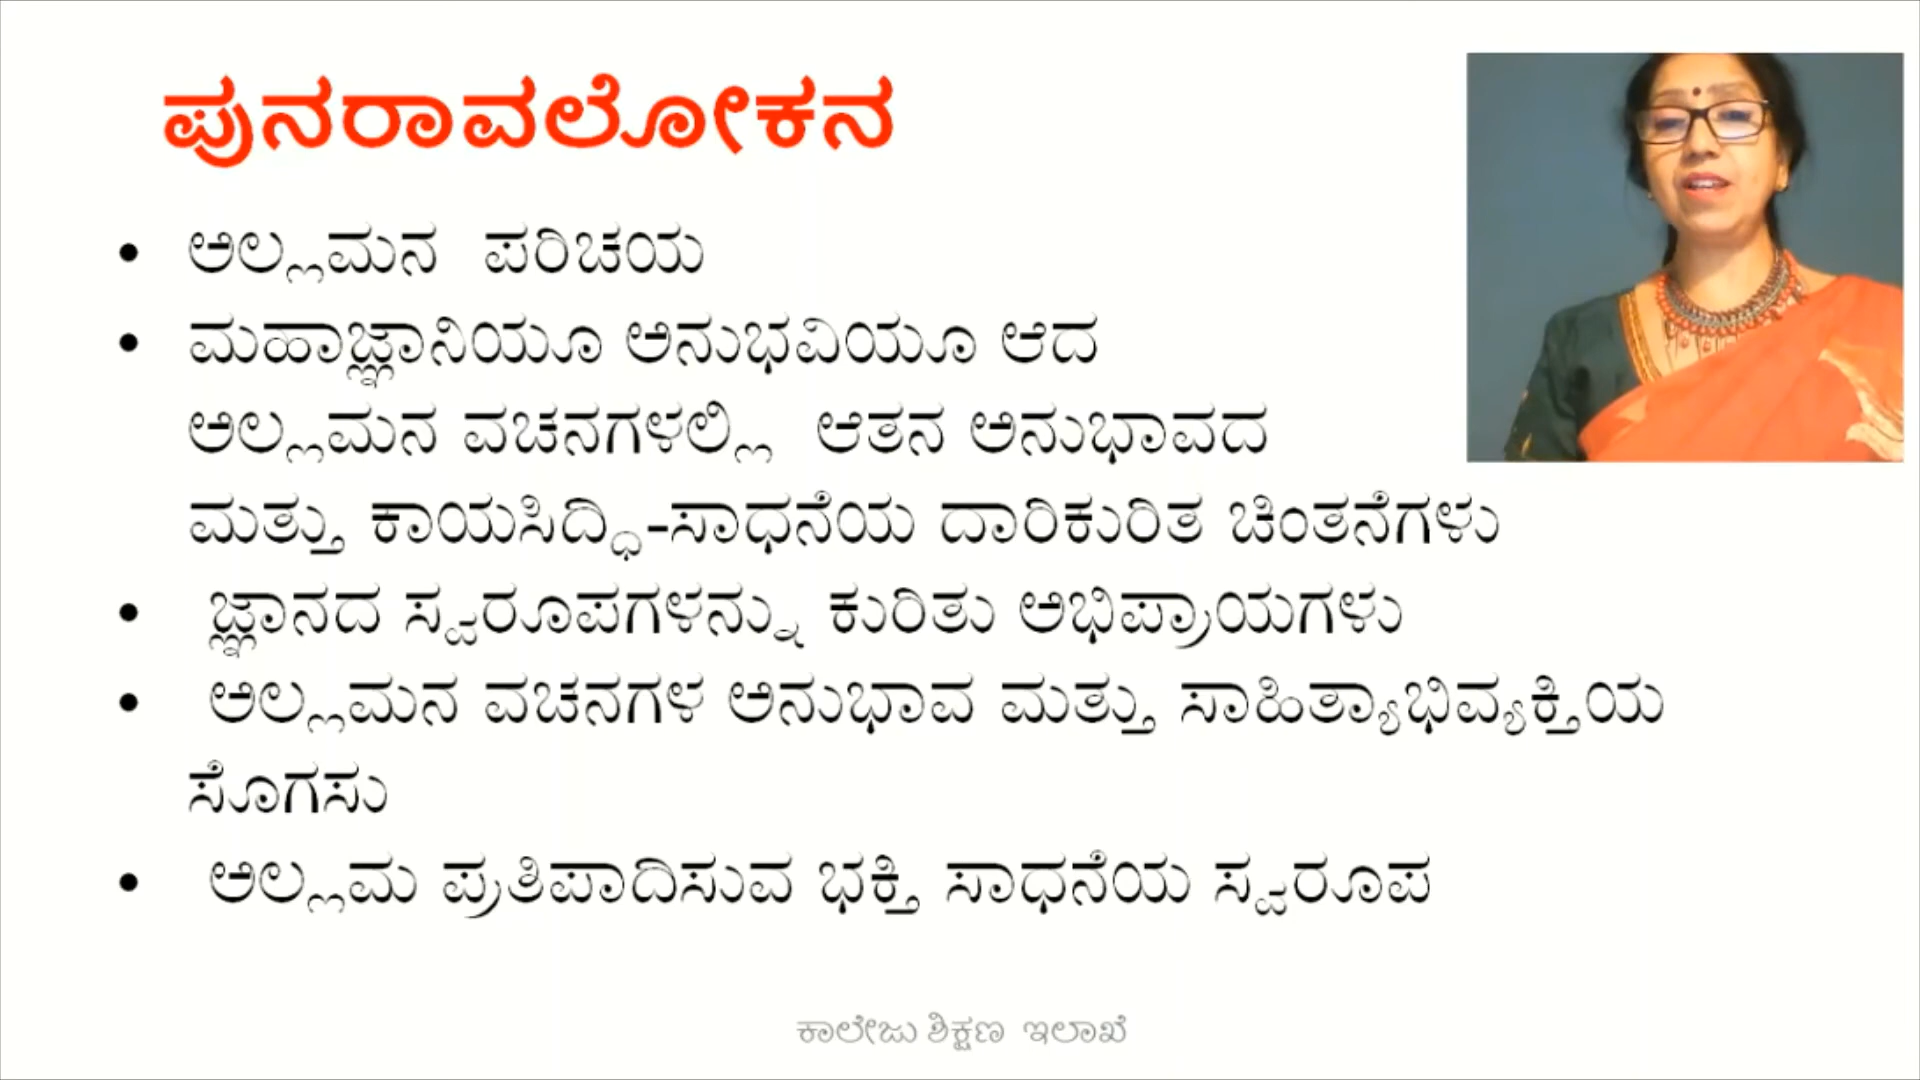 ಪುನರಾವಲೋಕನ
• ಅಲ್ಲಮನ ಪರಿಚಯ
• ಮಹಾಜ್ಞಾನಿಯೂ ಅನುಭವಿಯೂ ಆದ
ಅಲ್ಲಮನ ವಚನಗಳಲ್ಲಿ ಆತನ ಅನುಭಾವದ
ಮತ್ತು ಕಾಯಸಿದ್ಧಿ-ಸಾಧನೆಯ ದಾರಿಕುರಿತ ಚಿಂತನೆಗಳು
• ಜ್ಞಾನದ ಸ್ವರೂಪಗಳನ್ನು ಕುರಿತು ಅಭಿಪ್ರಾಯಗಳು
• ಅಲ್ಲಮನ ವಚನಗಳ ಅನುಭಾವ ಮತ್ತು ಸಾಹಿತ್ಯಾಭಿವ್ಯಕ್ತಿಯ
ಸೊಗಸು
• ಅಲ್ಲಮ ಪ್ರತಿಪಾದಿಸುವ ಭಕ್ತಿ ಸಾಧನೆಯ ಸ್ವರೂಪ
ಕಾಲೇಜು ಶಿಕ್ಷಣ ಇಲಾಖೆ